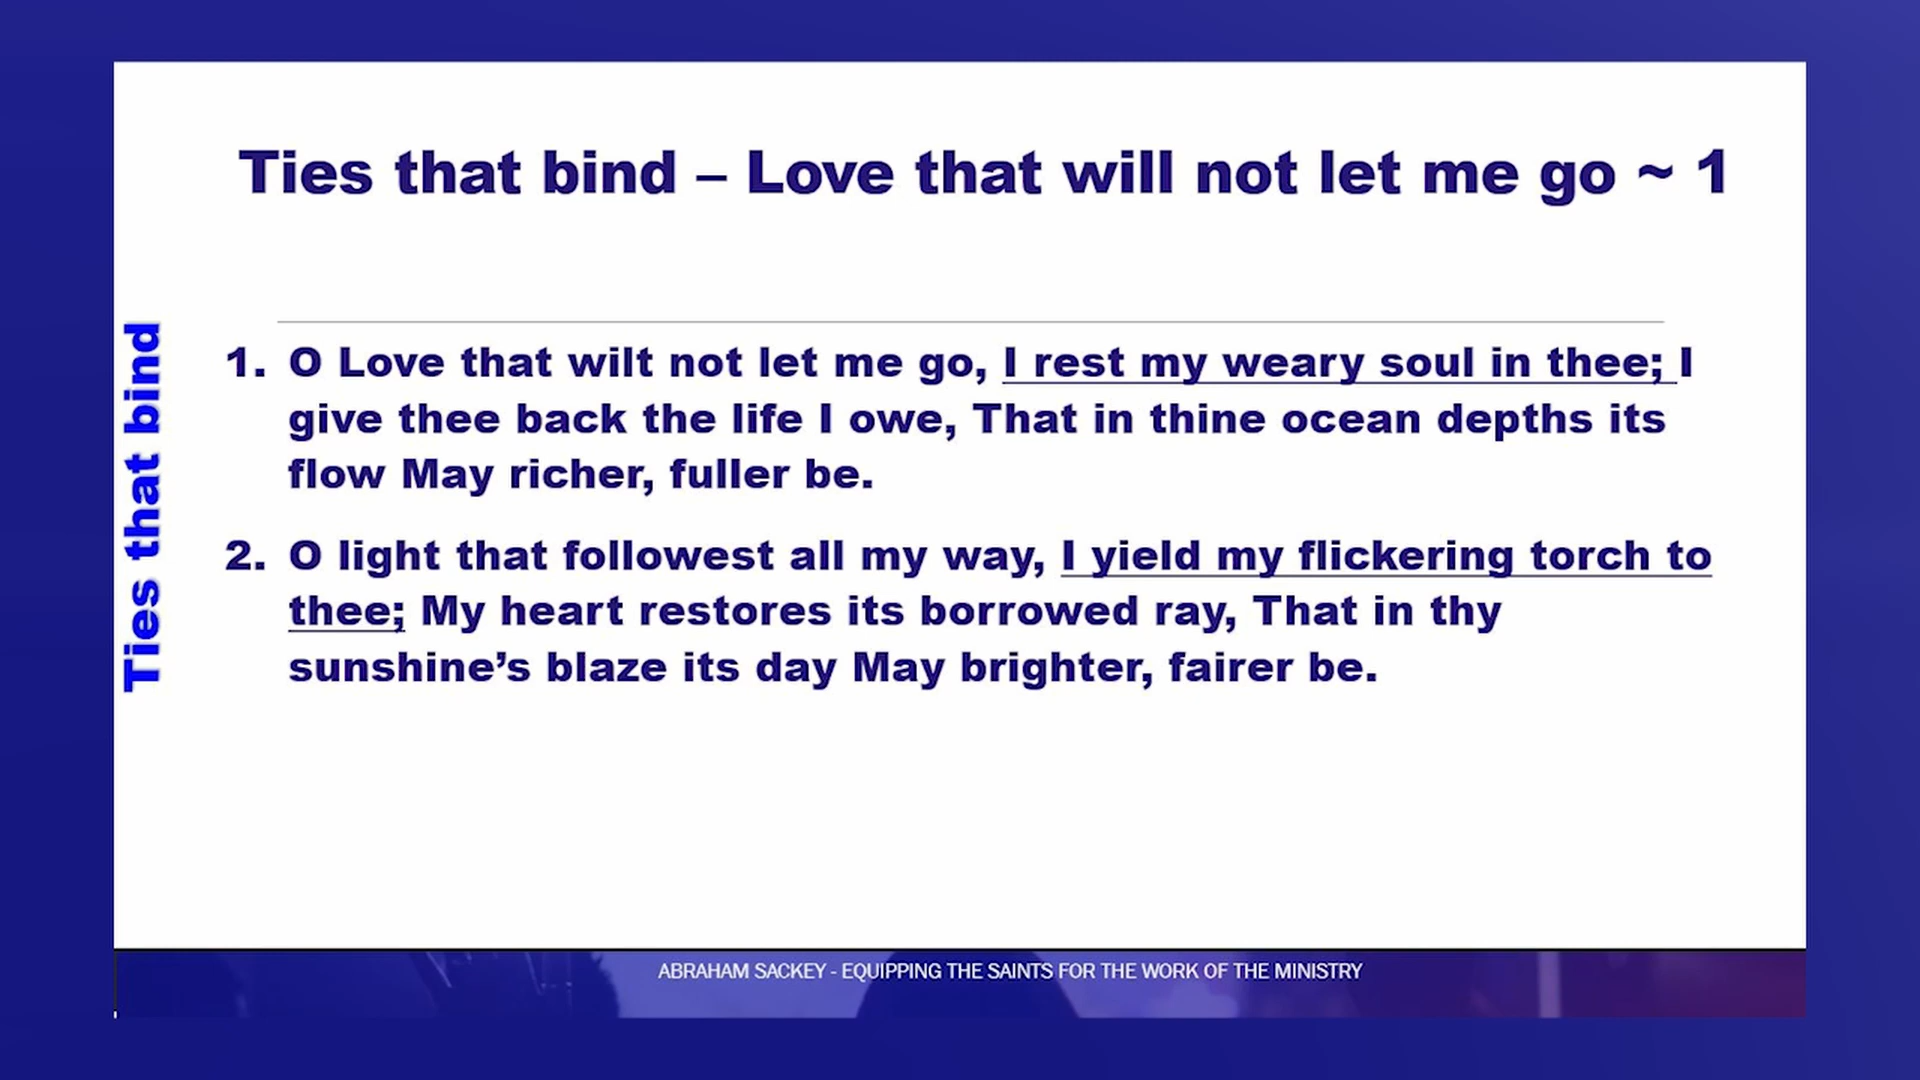 Ties that bind – Love that will not let me go ~ 1
Ties that bind
1. O Love that wilt not let me go, I rest my weary soul in thee; I
give thee back the life I owe, That in thine ocean depths its
flow May richer, fuller be.
2. O light that followest all my way, I yield my flickering torch to
thee; My heart restores its borrowed ray, That in thy
sunshine’s blaze its day May brighter, fairer be.
ABRAHAM SACKEY - EQUIPPING THE SAINTS FOR THE WORK OF THE MINISTRY